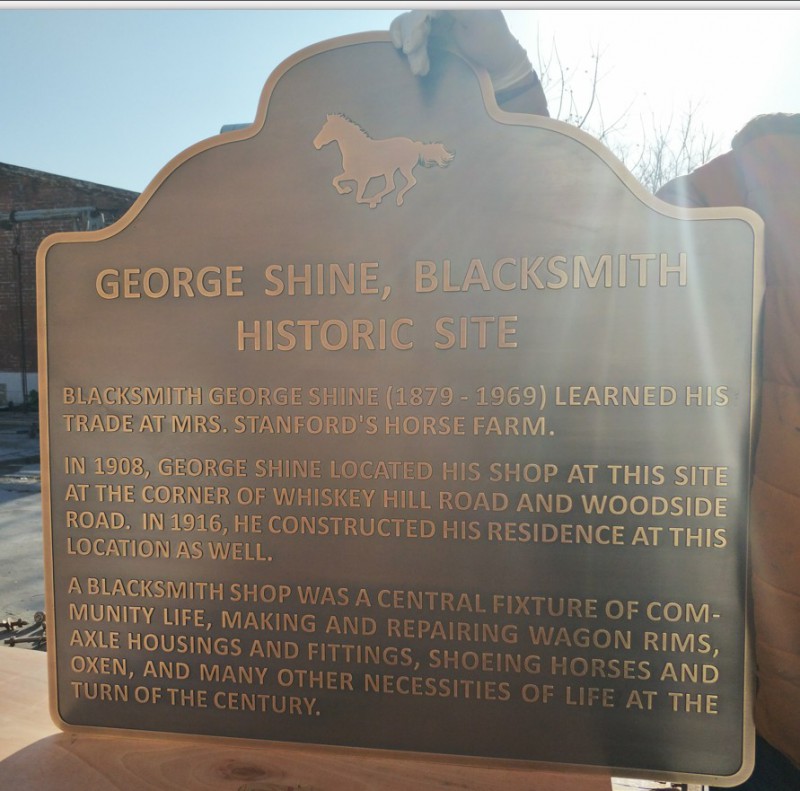 GEORGE SHINE, BLACKSMITH
HISTORIC SITE
BLACKSMITH GEORGE SHINE (1879 - 1969) LEARNED HIS
TRADE AT MRS. STANFORD'S HORSE FARM.
IN 1908, GEORGE SHINE LOCATED HIS SHOP AT THIS SITE
AT THE CORNER OF WHISKEY HILL ROAD AND WOODSIDE
ROAD. IN 1916, HE CONSTRUCTED HIS RESIDENCE AT THIS
LOCATION AS WELL.
A BLACKSMITH SHOP WAS A CENTRAL FIXTURE OF COM-
MUNITY LIFE, MAKING AND REPAIRING WAGON RIMS,
AXLE HOUSINGS AND FITTINGS, SHOEING HORSES AND
OXEN, AND MANY OTHER NECESSITIES OF LIFE AT THE
TURN OF THE CENTURY.